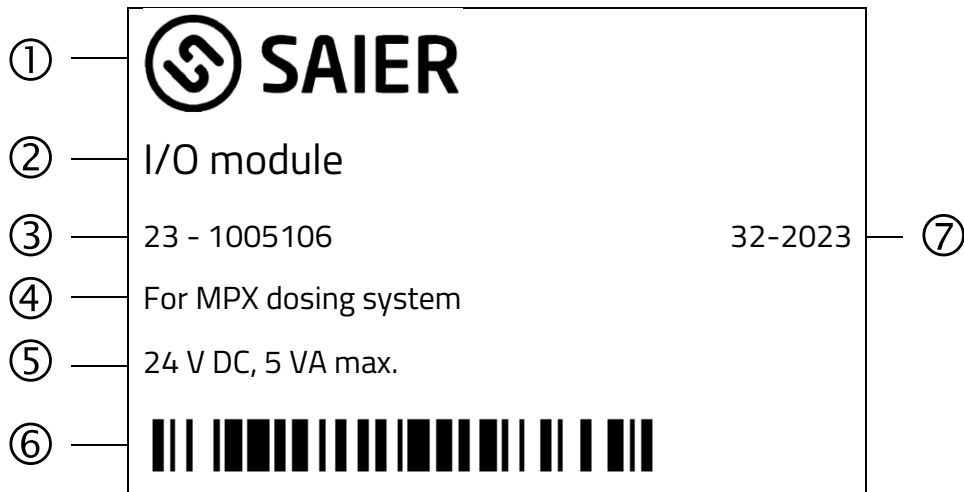 ① SAIER
② I/O module
③ 23 - 1005106 32-2023 ⑦
④ For MPX dosing system
⑤ 24 V DC, 5 VA max.
⑥